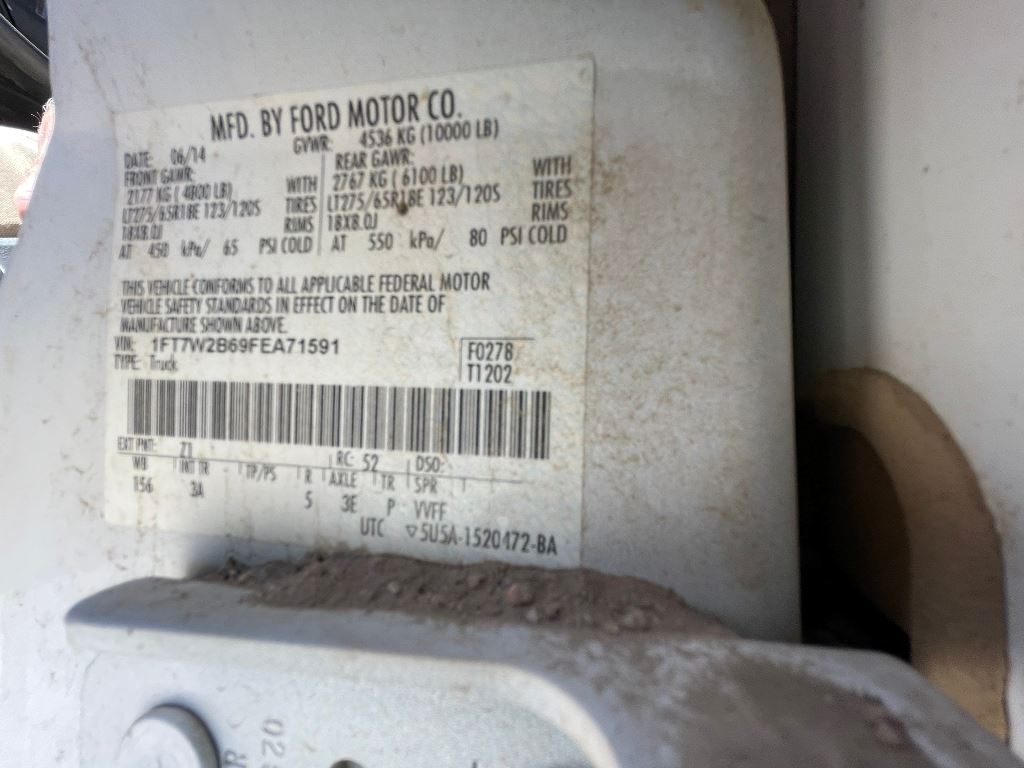 MFD. BY FORD MOTOR CO.
DATE: 06/14 GVWR: 4536 KG (10000 LB)
FRONT GAWR: REAR GAWR:
2177 KG (4800 LB) WITH 2767 KG (6100 LB) WITH
LT275/65R18E 123/120S TIRES LT275/65R18E 123/120S TIRES
18X8.0J RIMS 18X8.0J RIMS
AT 450 kPa/ 65 PSI COLD AT 550 kPa/ 80 PSI COLD
THIS VEHICLE CONFORMS TO ALL APPLICABLE FEDERAL MOTOR
VEHICLE SAFETY STANDARDS IN EFFECT ON THE DATE OF
MANUFACTURE SHOWN ABOVE.
VIN: 1FT7W2B69FEA71591
TYPE: Truck
F0278
T1202
EXT PNT: Z1 RC: 52 DSO:
WB INT TR TP/PS R AXLE TR SPR
156 3A 5 3E P VVFF
UTC ▽5U5A-1520472-BA